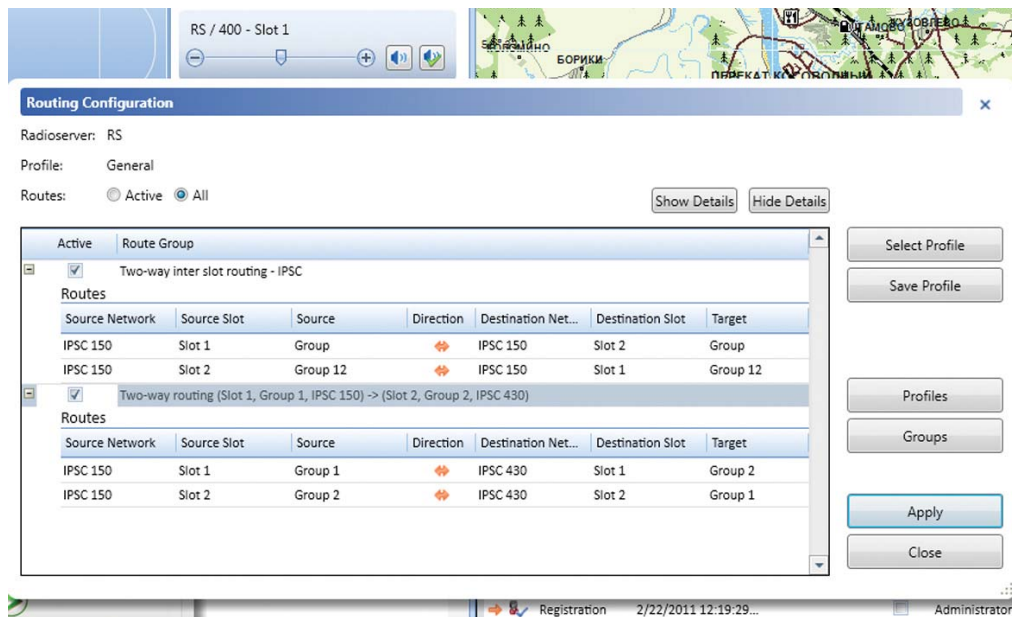 RS / 400 - Slot 1
БОРИКИ
Routing Configuration
Radioserver: RS
Profile: General
Routes: Active All
Show Details Hide Details
Active Route Group
Two-way inter slot routing - IPSC
Routes
Source Network Source Slot Source Direction Destination Net... Destination Slot Target
IPSC 150 Slot 1 Group IPSC 150 Slot 2 Group
IPSC 150 Slot 2 Group 12 IPSC 150 Slot 1 Group 12
Two-way routing (Slot 1, Group 1, IPSC 150) -> (Slot 2, Group 2, IPSC 430)
Routes
Source Network Source Slot Source Direction Destination Net... Destination Slot Target
IPSC 150 Slot 1 Group 1 IPSC 430 Slot 1 Group 2
IPSC 150 Slot 2 Group 2 IPSC 430 Slot 2 Group 1
Select Profile
Save Profile
Profiles
Groups
Apply
Close
Registration 2/22/2011 12:19:29... Administrator